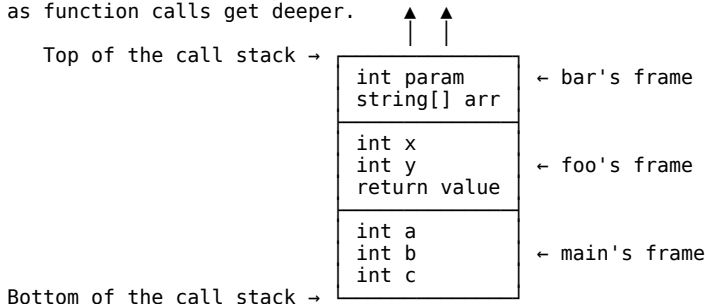 as function calls get deeper.
Top of the call stack →
int param
string[] arr
← bar's frame
int x
int y
return value
← foo's frame
int a
int b
int c
← main's frame
Bottom of the call stack →